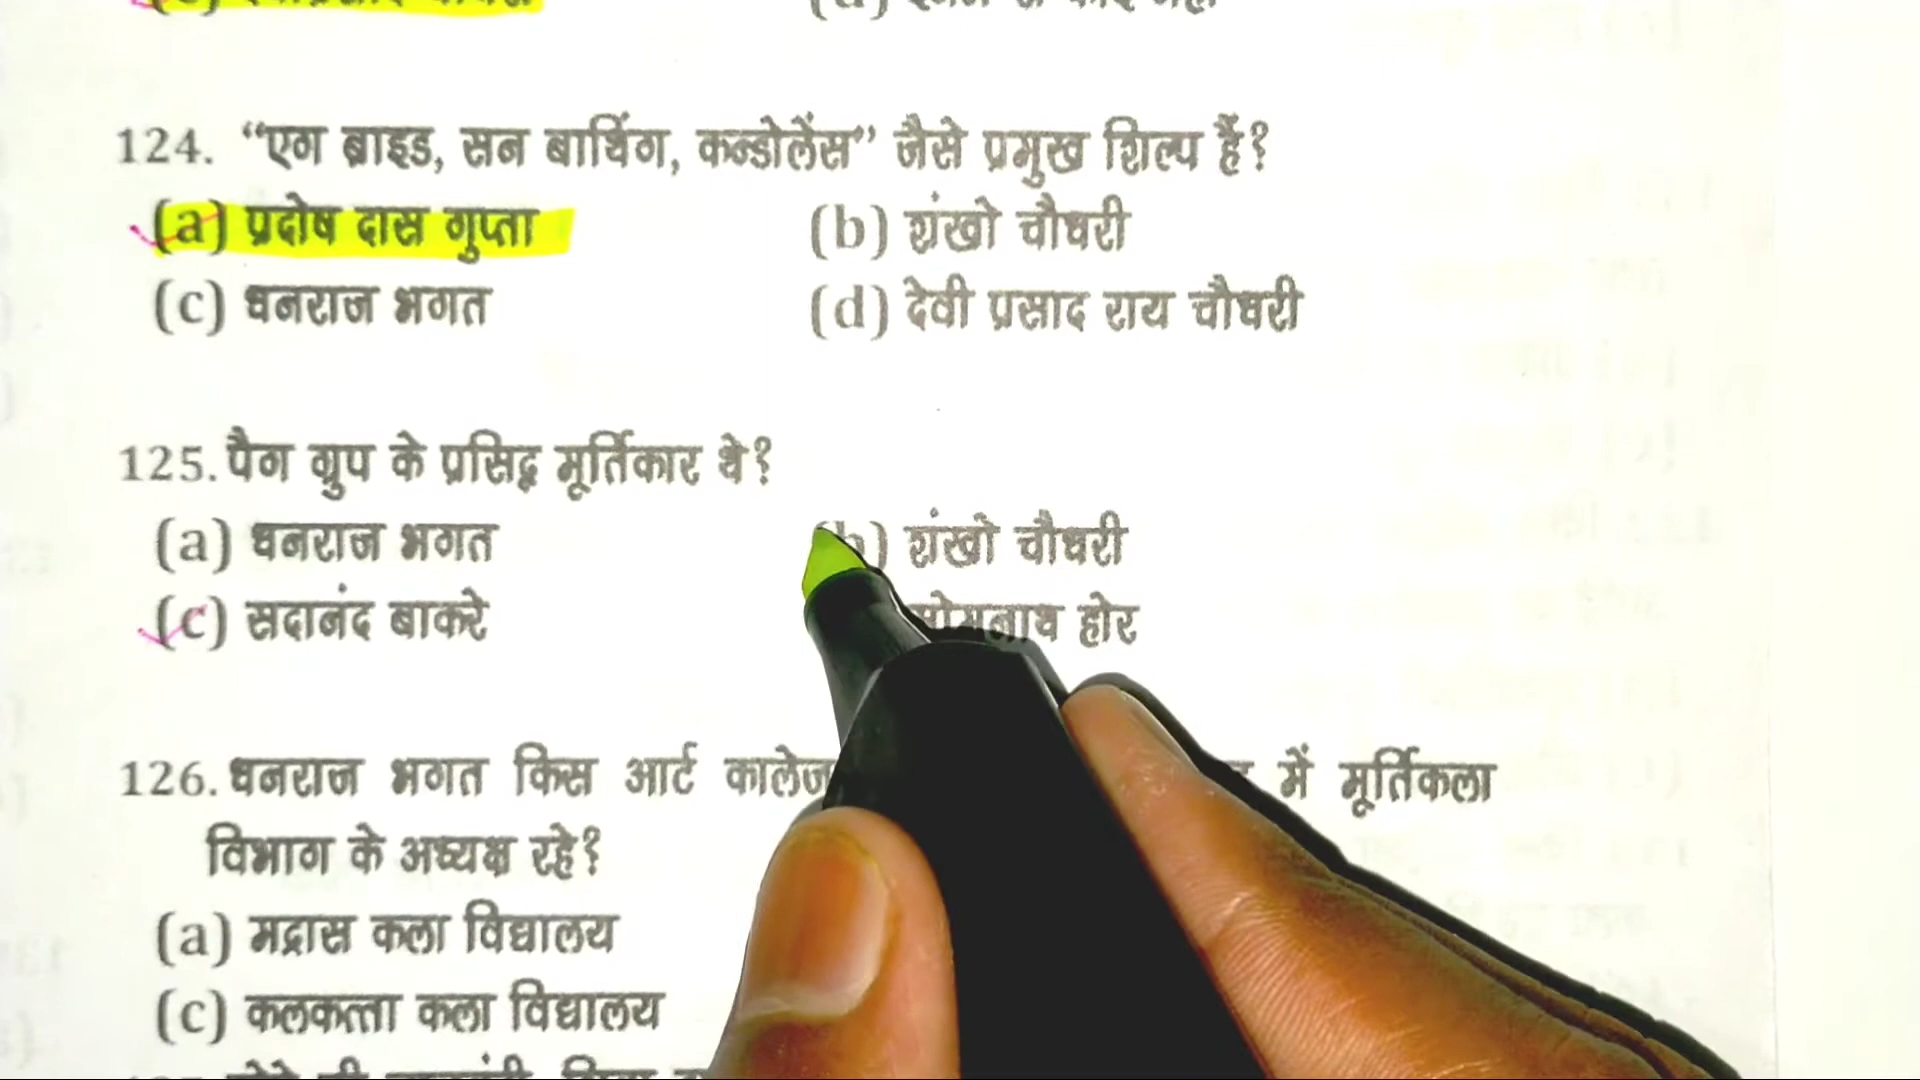 124. “एग ब्राइड, सन बाथिंग, कन्डोलेंस” जैसे प्रमुख शिल्प हैं?
(a) प्रदोष दास गुप्ता (b) शंखो चौधरी
(c) धनराज भगत (d) देवी प्रसाद राय चौधरी
125. पैग ग्रुप के प्रसिद्ध मूर्तिकार थे?
(a) धनराज भगत (b) शंखो चौधरी
(c) सदानंद बाकरे होर
126. धनराज भगत किस आर्ट कालेज में मूर्तिकला
विभाग के अध्यक्ष रहे?
(a) मद्रास कला विद्यालय
(c) कलकत्ता कला विद्यालय